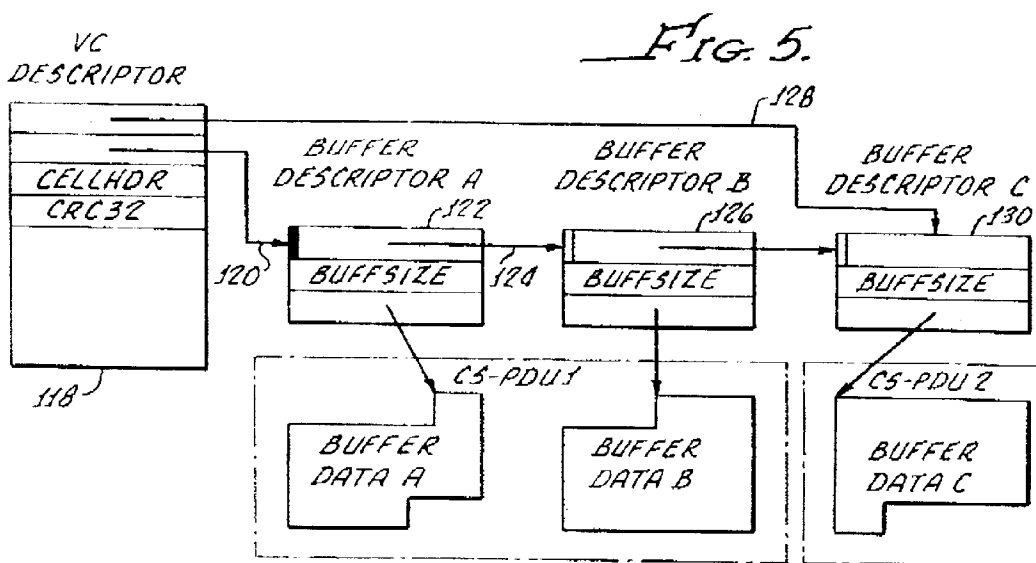 FIG. 5.
VC
DESCRIPTOR
128
BUFFER
DESCRIPTOR A
BUFFER
DESCRIPTOR B
BUFFER
DESCRIPTOR C
CELLHDR
CRC32
122
126
130
120
124
BUFFSIZE
BUFFSIZE
BUFFSIZE
118
CS-PDU1
CS-PDU2
BUFFER
DATA A
BUFFER
DATA B
BUFFER
DATA C